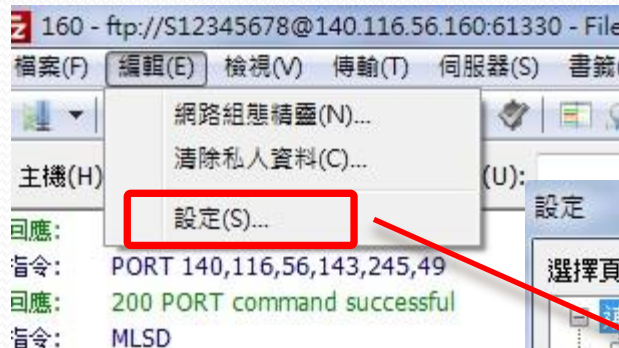 160 - ftp://S12345678@140.116.56.160:61330 - File
檔案(F) 編輯(E) 檢視(V) 傳輸(T) 伺服器(S) 書籤(
網路組態精靈(N)...
清除私人資料(C)...
主機(H) (U):
設定(S)...
設定
選擇頁
回應:
指令: PORT 140,116,56,143,245,49
回應: 200 PORT command successful
指令: MLSD